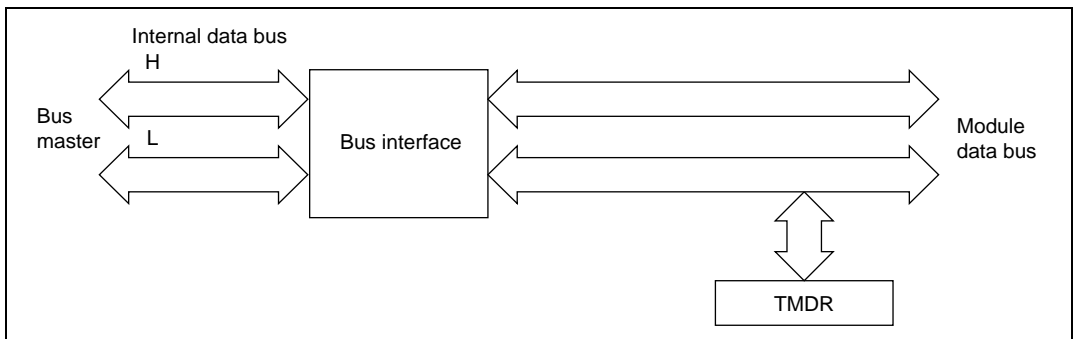 Internal data bus
H
Bus
master
L
Bus interface
Module
data bus
TMDR